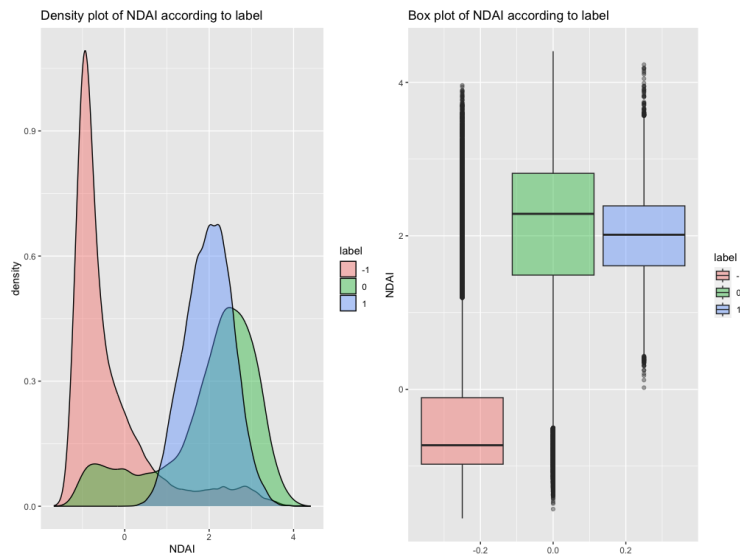 Density plot of NDAI according to label
0.9
0.6
0.3
0.0
density
0
2
4
NDAI
label
-1
0
1
Box plot of NDAI according to label
4
2
0
NDAI
-0.2
0.0
0.2
label
-
0
1